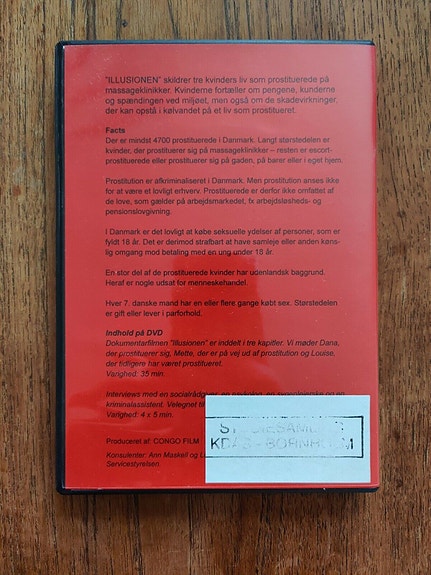 "ILLUSIONEN" skildrer tre kvinders liv som prostituerede på
massageklinikker. Kvinderne fortæller om pengene, kunderne
og spændingen ved miljøet, men også om de skadevirkninger,
der kan opstå i kølvandet på et liv som prostitueret.
Facts
Der er mindst 4700 prostituerede i Danmark. Langt størstedelen er
kvinder, der prostituerer sig på massageklinikker – resten er escort-
prostituerede eller prostituerer sig på gaden, på barer eller i eget hjem.
Prostitution er afkriminaliseret i Danmark. Men prostitution anses ikke
for at være et lovligt erhverv. Prostituerede er derfor ikke omfattet af
de love, som gælder på arbejdsmarkedet, fx arbejdsløsheds- og
pensionslovgivning.
I Danmark er det lovligt at købe seksuelle ydelser af personer, som er
fyldt 18 år. Det er derimod strafbart at have samleje eller anden køns-
lig omgang mod betaling med en ung under 18 år.
En stor del af de prostituerede kvinder har udenlandsk baggrund.
Heraf er nogle udsat for menneskehandel.
Hver 7. danske mand har en eller flere gange købt sex. Størstedelen
er gift eller lever i parforhold.
Indhold på DVD
Dokumentarfilmen "Illusionen" er inddelt i tre kapitler. Vi møder Dana,
der prostituerer sig, Mette, der er på vej ud af prostitution og Louise,
der tidligere har været prostitueret.
Varighed: 35 min.
Interviews med en socialrådgiver, en psykolog, en gynækolog og en
kriminalassistent. Velegnet til
Varighed: 4 x 5 min.
Produceret af: CONGO FILM
Konsulenter: Ann Maskell og
Servicestyrelsen.
BORNHOLM